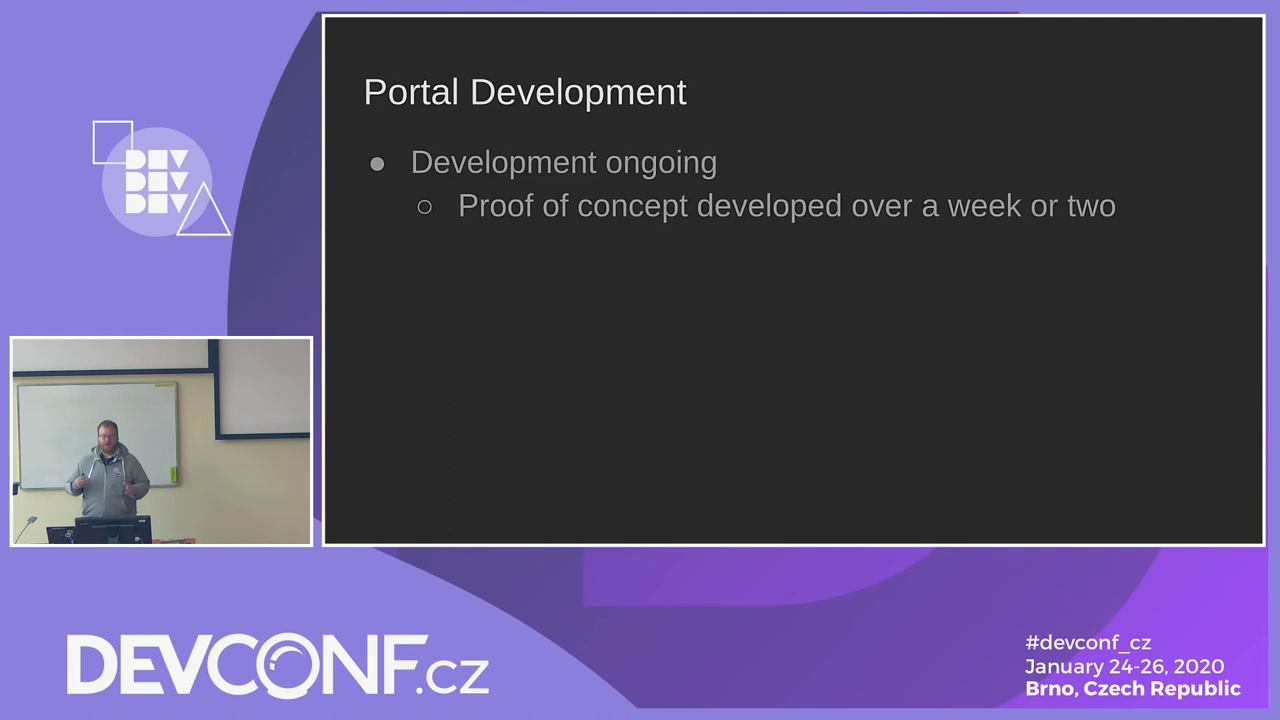 Portal Development
● Development ongoing
○ Proof of concept developed over a week or two
DEV
DEV
DEV
DEVCONF.cz
#devconf_cz
January 24-26, 2020
Brno, Czech Republic